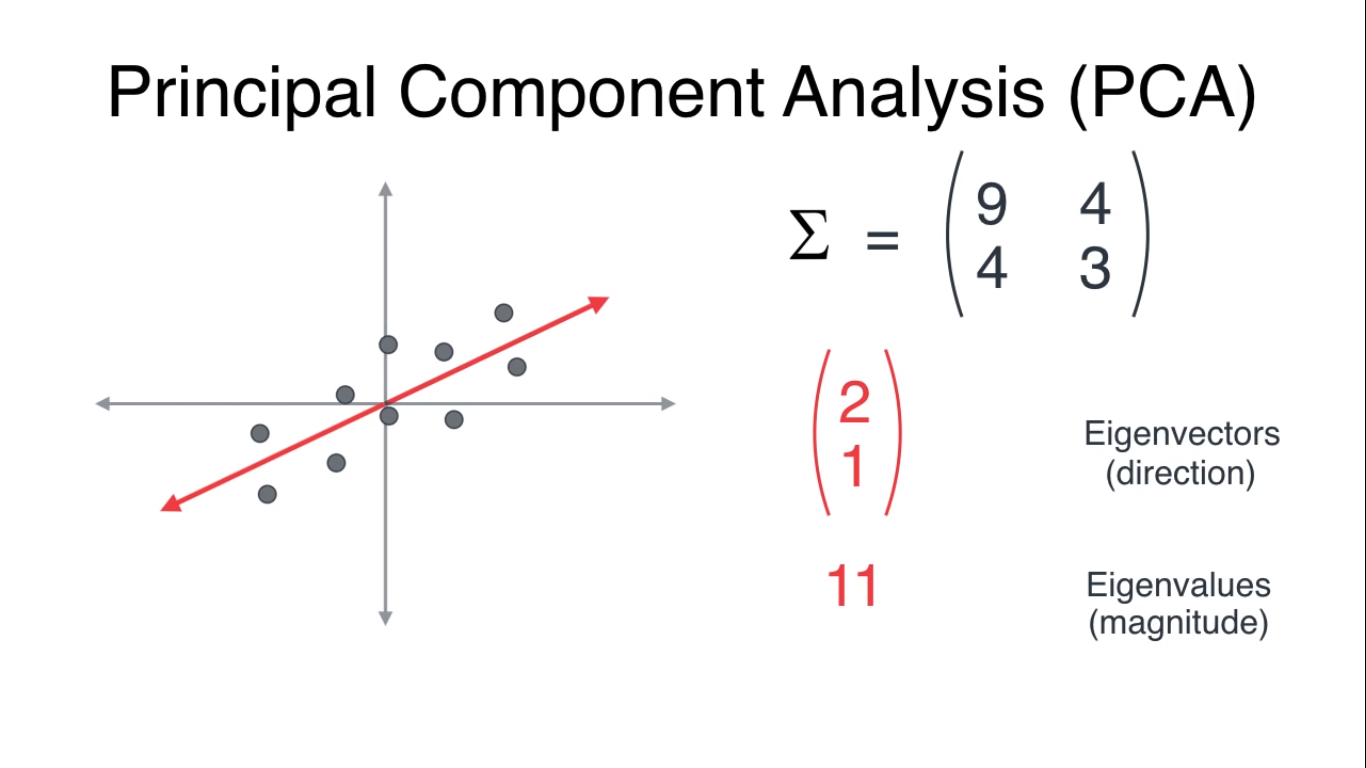 Principal Component Analysis (PCA)
Σ = ( 9 4
4 3 )
( 2
1 )
Eigenvectors
(direction)
11
Eigenvalues
(magnitude)